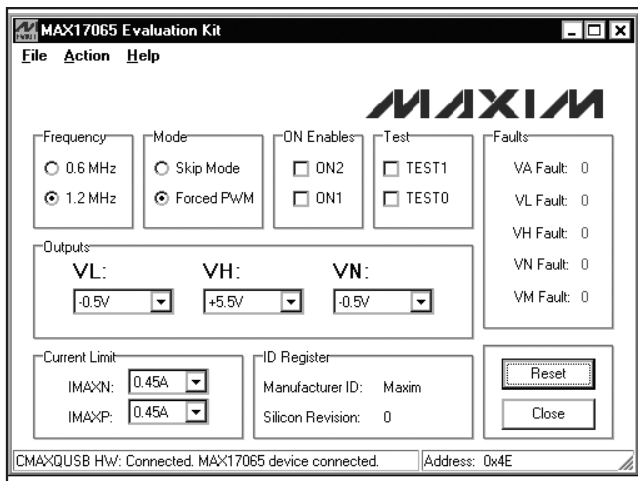 MAX17065 Evaluation Kit
File Action Help
MAXIM
Frequency
0.6 MHz
1.2 MHz
Mode
Skip Mode
Forced PWM
ON Enables
ON2
ON1
Test
TEST1
TEST0
Faults
VA Fault: 0
VL Fault: 0
VH Fault: 0
VN Fault: 0
VM Fault: 0
Outputs
VL: VH: VN:
-0.5V +5.5V -0.5V
Current Limit
IMAXN: 0.45A
IMAXP: 0.45A
ID Register
Manufacturer ID: Maxim
Silicon Revision: 0
Reset
Close
CMAXQUSB HW: Connected. MAX17065 device connected. Address: 0x4E